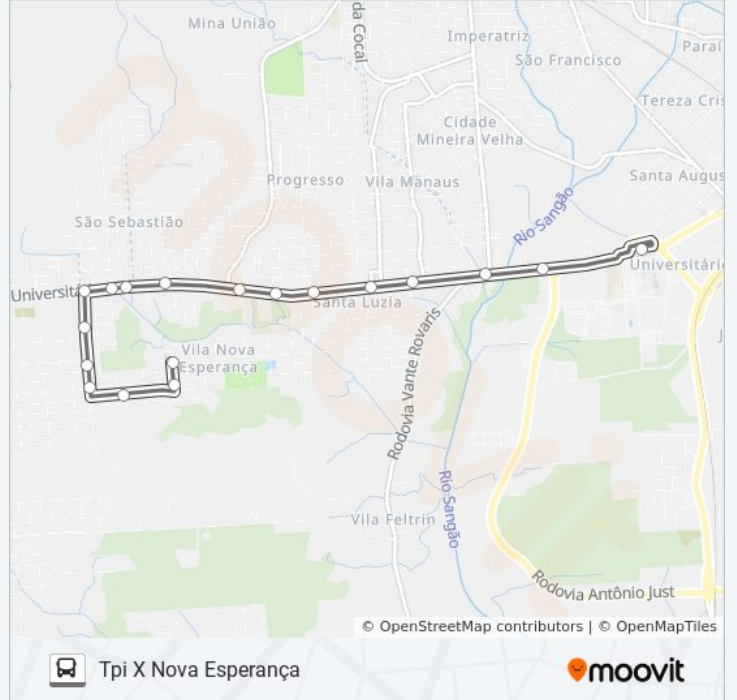 Mina União
da Cocal
Imperatriz
São Francisco
Paraí
Tereza Cris
Cidade
Mineira Velha
Progresso
Vila Manaus
Santa Augus
São Sebastião
Rio Sangão
Universitári
Universitá
Santa Luzia
Vila Nova
Esperança
Rodovia Vante Rovaris
Rio Sangão
Vila Feltrin
Rodovia Antônio Just
J
© OpenStreetMap contributors | © OpenMapTiles
Tpi X Nova Esperança
moovit